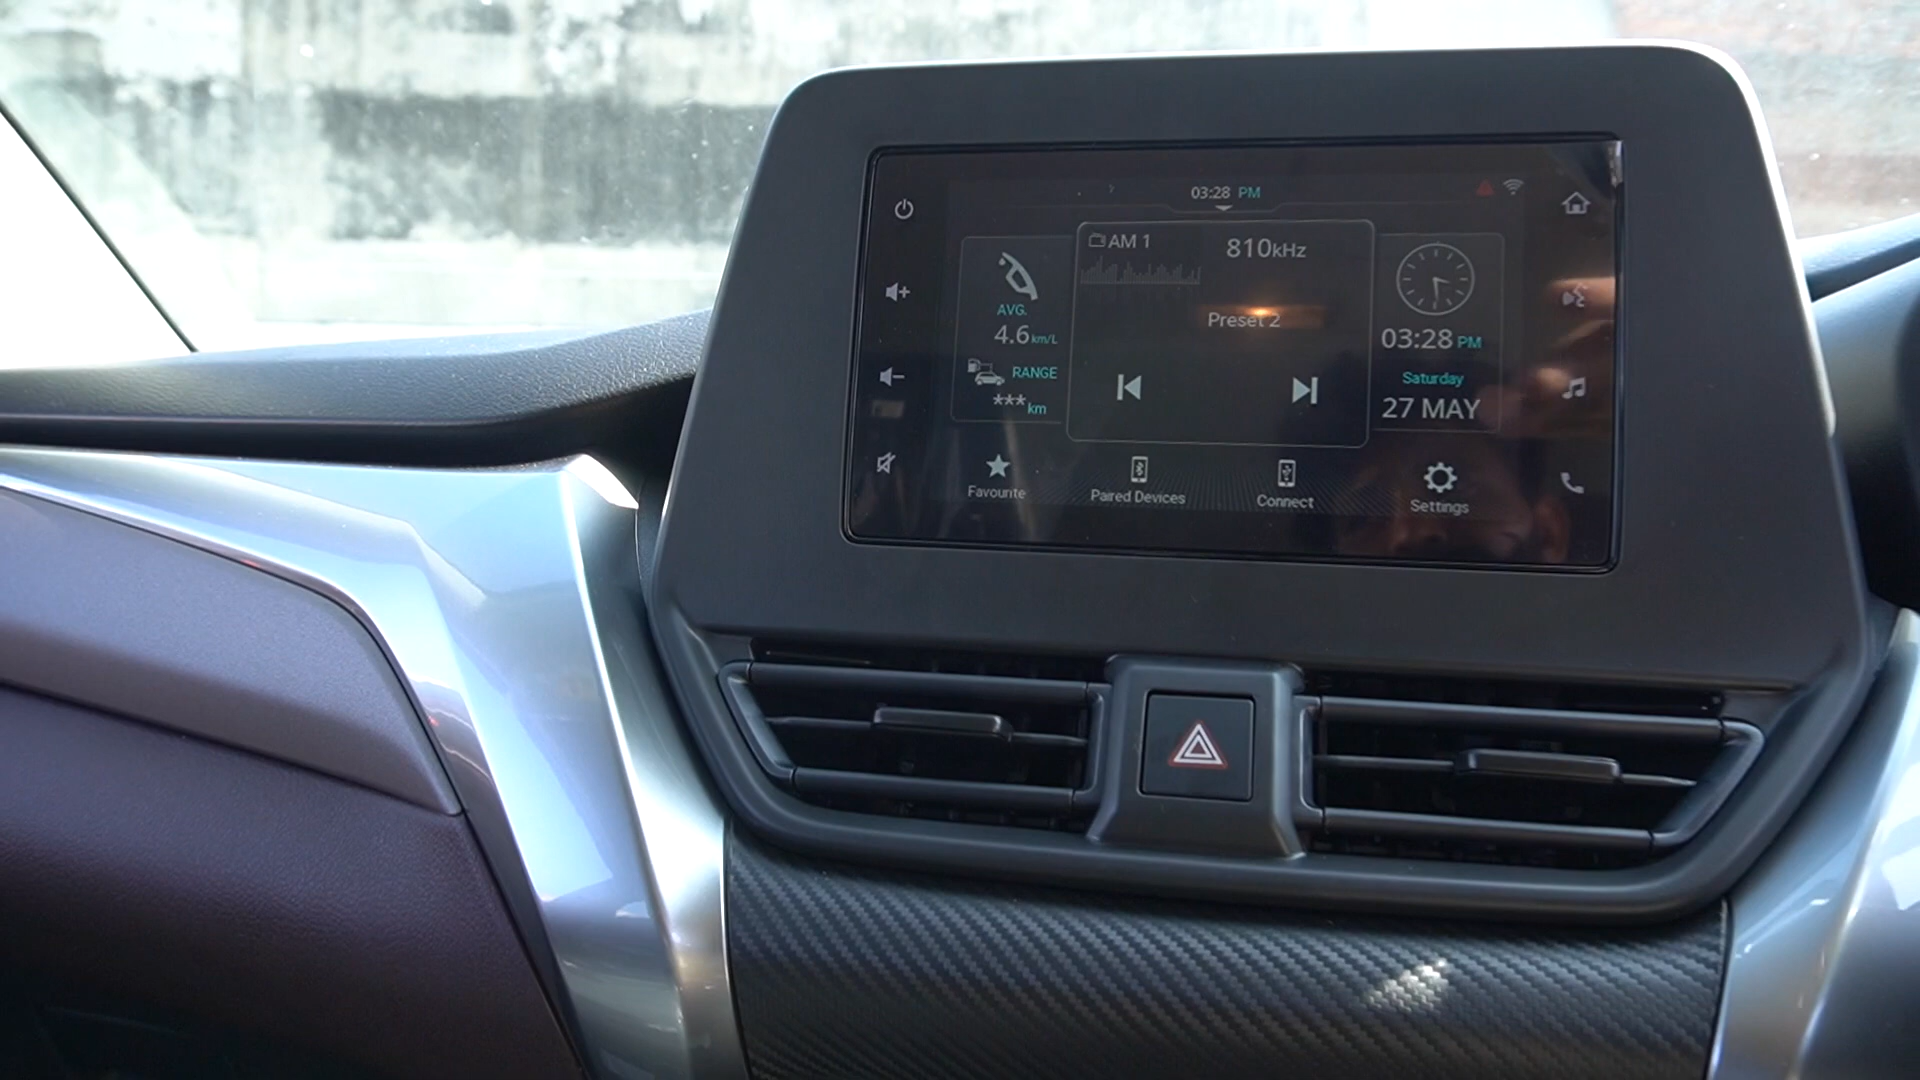 03:28 PM
AM 1
810kHz
Preset 2
AVG.
4.6km/L
RANGE
***km
03:28 PM
Saturday
27 MAY
Favourite
Paired Devices
Connect
Settings